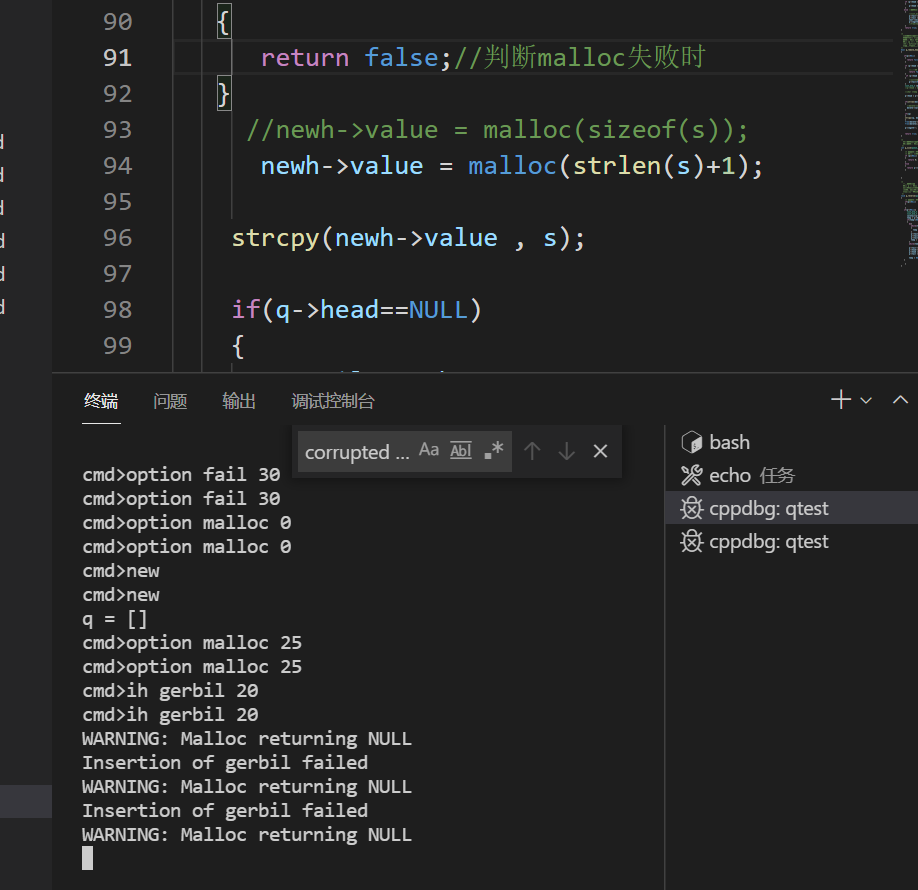 90 {
91 return false;//判断malloc失败时
92 }
93 //newh->value = malloc(sizeof(s));
94 newh->value = malloc(strlen(s)+1);
95
96 strcpy(newh->value , s);
97
98 if(q->head==NULL)
99 {
终端 问题 输出 调试控制台
corrupted ... Aa Abl .*
cmd>option fail 30
cmd>option fail 30
cmd>option malloc 0
cmd>option malloc 0
cmd>new
cmd>new
q = []
cmd>option malloc 25
cmd>option malloc 25
cmd>ih gerbil 20
cmd>ih gerbil 20
WARNING: Malloc returning NULL
Insertion of gerbil failed
WARNING: Malloc returning NULL
Insertion of gerbil failed
WARNING: Malloc returning NULL
bash
echo 任务
cppdbg: qtest
cppdbg: qtest